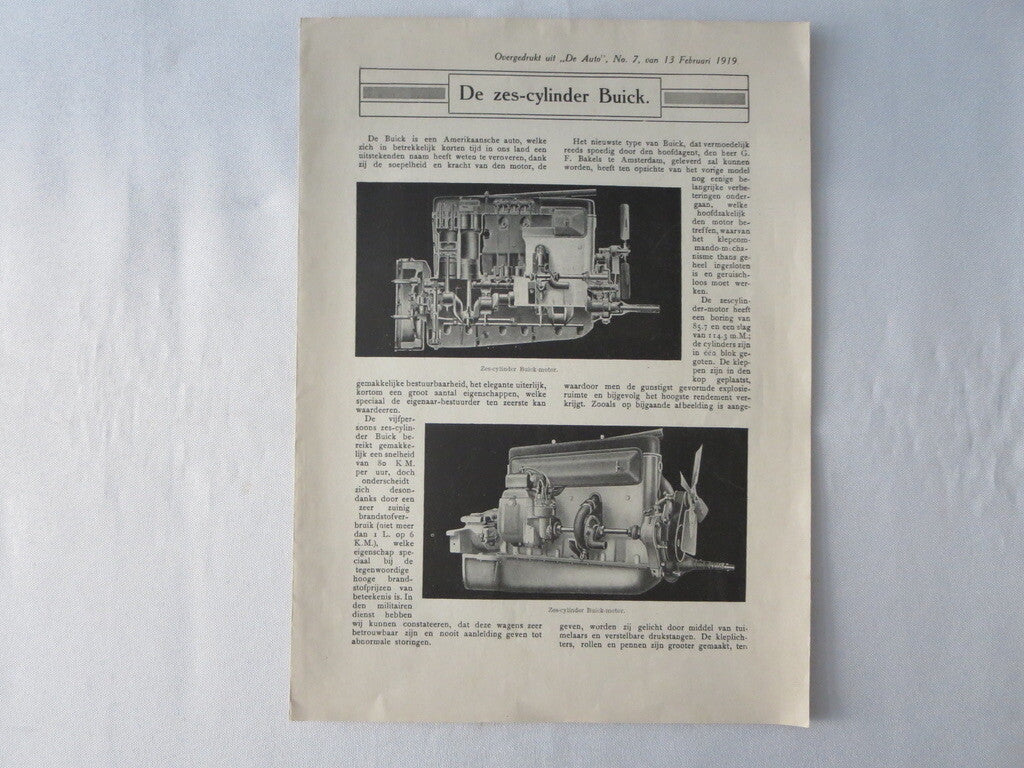 Overgedrukt uit „De Auto", No. 7, van 13 Februari 1919.
De zes-cylinder Buick.
De Buick is een Amerikaansche auto, welke
zich in betrekkelijk korten tijd in ons land een
uitstekenden naam heeft weten te veroveren, dank
zij de soepelheid en kracht van den motor, de
Zes-cylinder Buick-motor.
gemakkelijke bestuurbaarheid, het elegante uiterlijk,
kortom een groot aantal eigenschappen, welke
speciaal de eigenaar-bestuurder ten zeerste kan
waardeeren.
De vijfper-
soons zes-cylin-
der Buick be-
reikt gemakke-
lijk een snelheid
van 80 K.M.
per uur, doch
onderscheidt
zich deson-
danks door een
zeer zuinig
brandstofver-
bruik (niet meer
dan 1 L. op 6
K.M.), welke
eigenschap spe-
ciaal bij de
tegenwoordige
hooge brand-
stofprijzen van
beteekenis is. In
den militairen
dienst hebben
wij kunnen constateeren, dat deze wagens zeer
betrouwbaar zijn en nooit aanleiding geven tot
abnormale storingen.
Het nieuwste type van Buick, dat vermoedelijk
reeds spoedig door den hoofdagent, den heer G.
F. Bakels te Amsterdam, geleverd zal kunnen
worden, heeft ten opzichte van het vorige model
nog eenige be-
langrijke verbe-
teringen onder-
gaan, welke
hoofdzakelijk
den motor be-
treffen, waarvan
het klepcom-
mando-mecha-
nisme thans ge-
heel ingesloten
is en geruisch-
loos moet wer-
ken.
De zescylin-
der-motor heeft
een boring van
85.7 en een slag
van 114.3 m.M.;
de cylinders zijn
in één blok ge-
goten. De klep-
pen zijn in den
kop geplaatst,
waardoor men de gunstigst gevormde explosie-
ruimte en bijgevolg het hoogste rendement ver-
krijgt. Zooals op bijgaande afbeelding is aange-
Zes-cylinder Buick-motor.
geven, worden zij gelicht door middel van tui-
melaars en verstelbare drukstangen. De kleplich-
ters, rollen en pennen zijn grooter gemaakt, ten